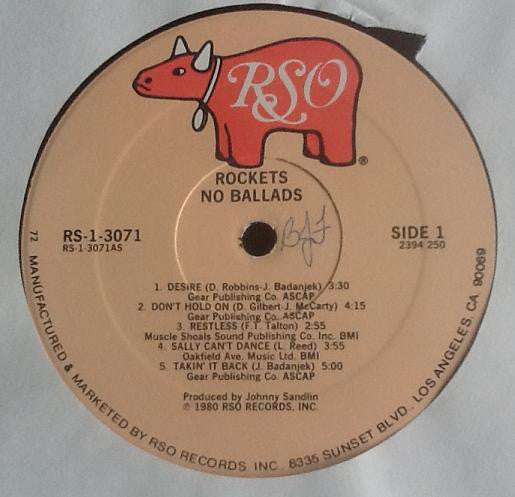 RSO
®
ROCKETS
NO BALLADS
RS-1-3071
RS-1-3071AS
BJF
SIDE 1
2394 250
1. DESIRE (D. Robbins-J. Badanjek) 3:30
Gear Publishing Co. ASCAP
2. DON'T HOLD ON (D. Gilbert-J. McCarty) 4:15
Gear Publishing Co. ASCAP
3. RESTLESS (F.T. Talton) 2:55
Muscle Shoals Sound Publishing Co. Inc. BMI
4. SALLY CAN'T DANCE (L. Reed) 3:55
Oakfield Ave. Music Ltd. BMI
5. TAKIN' IT BACK (J. Badanjek) 5:00
Gear Publishing Co. ASCAP
Produced by Johnny Sandlin
℗ 1980 RSO RECORDS, INC.
72 MANUFACTURED & MARKETED BY RSO RECORDS, INC., 8335 SUNSET BLVD., LOS ANGELES, CA. 90069